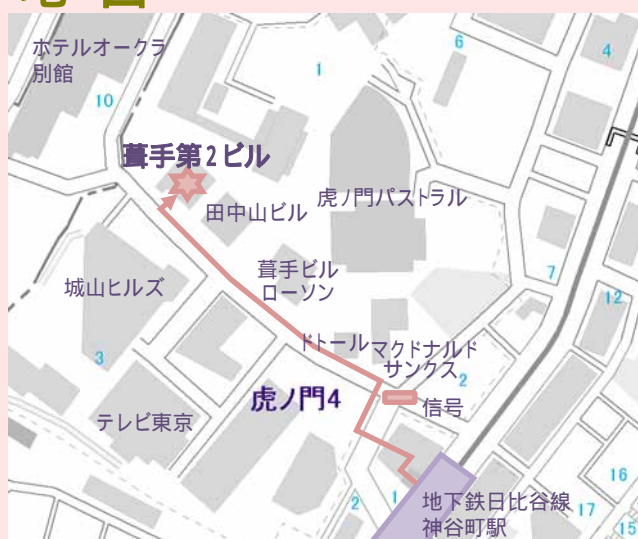 地 図
ホテルオークラ
別館
6
4
1
10
葺手第2ビル
田中山ビル
虎ノ門パストラル
葺手ビル
ローソン
城山ヒルズ
7
12
3
ドトール
マクドナルド
サンクス
2
虎ノ門4
信号
テレビ東京
16
2
1
地下鉄日比谷線
神谷町駅
17
15